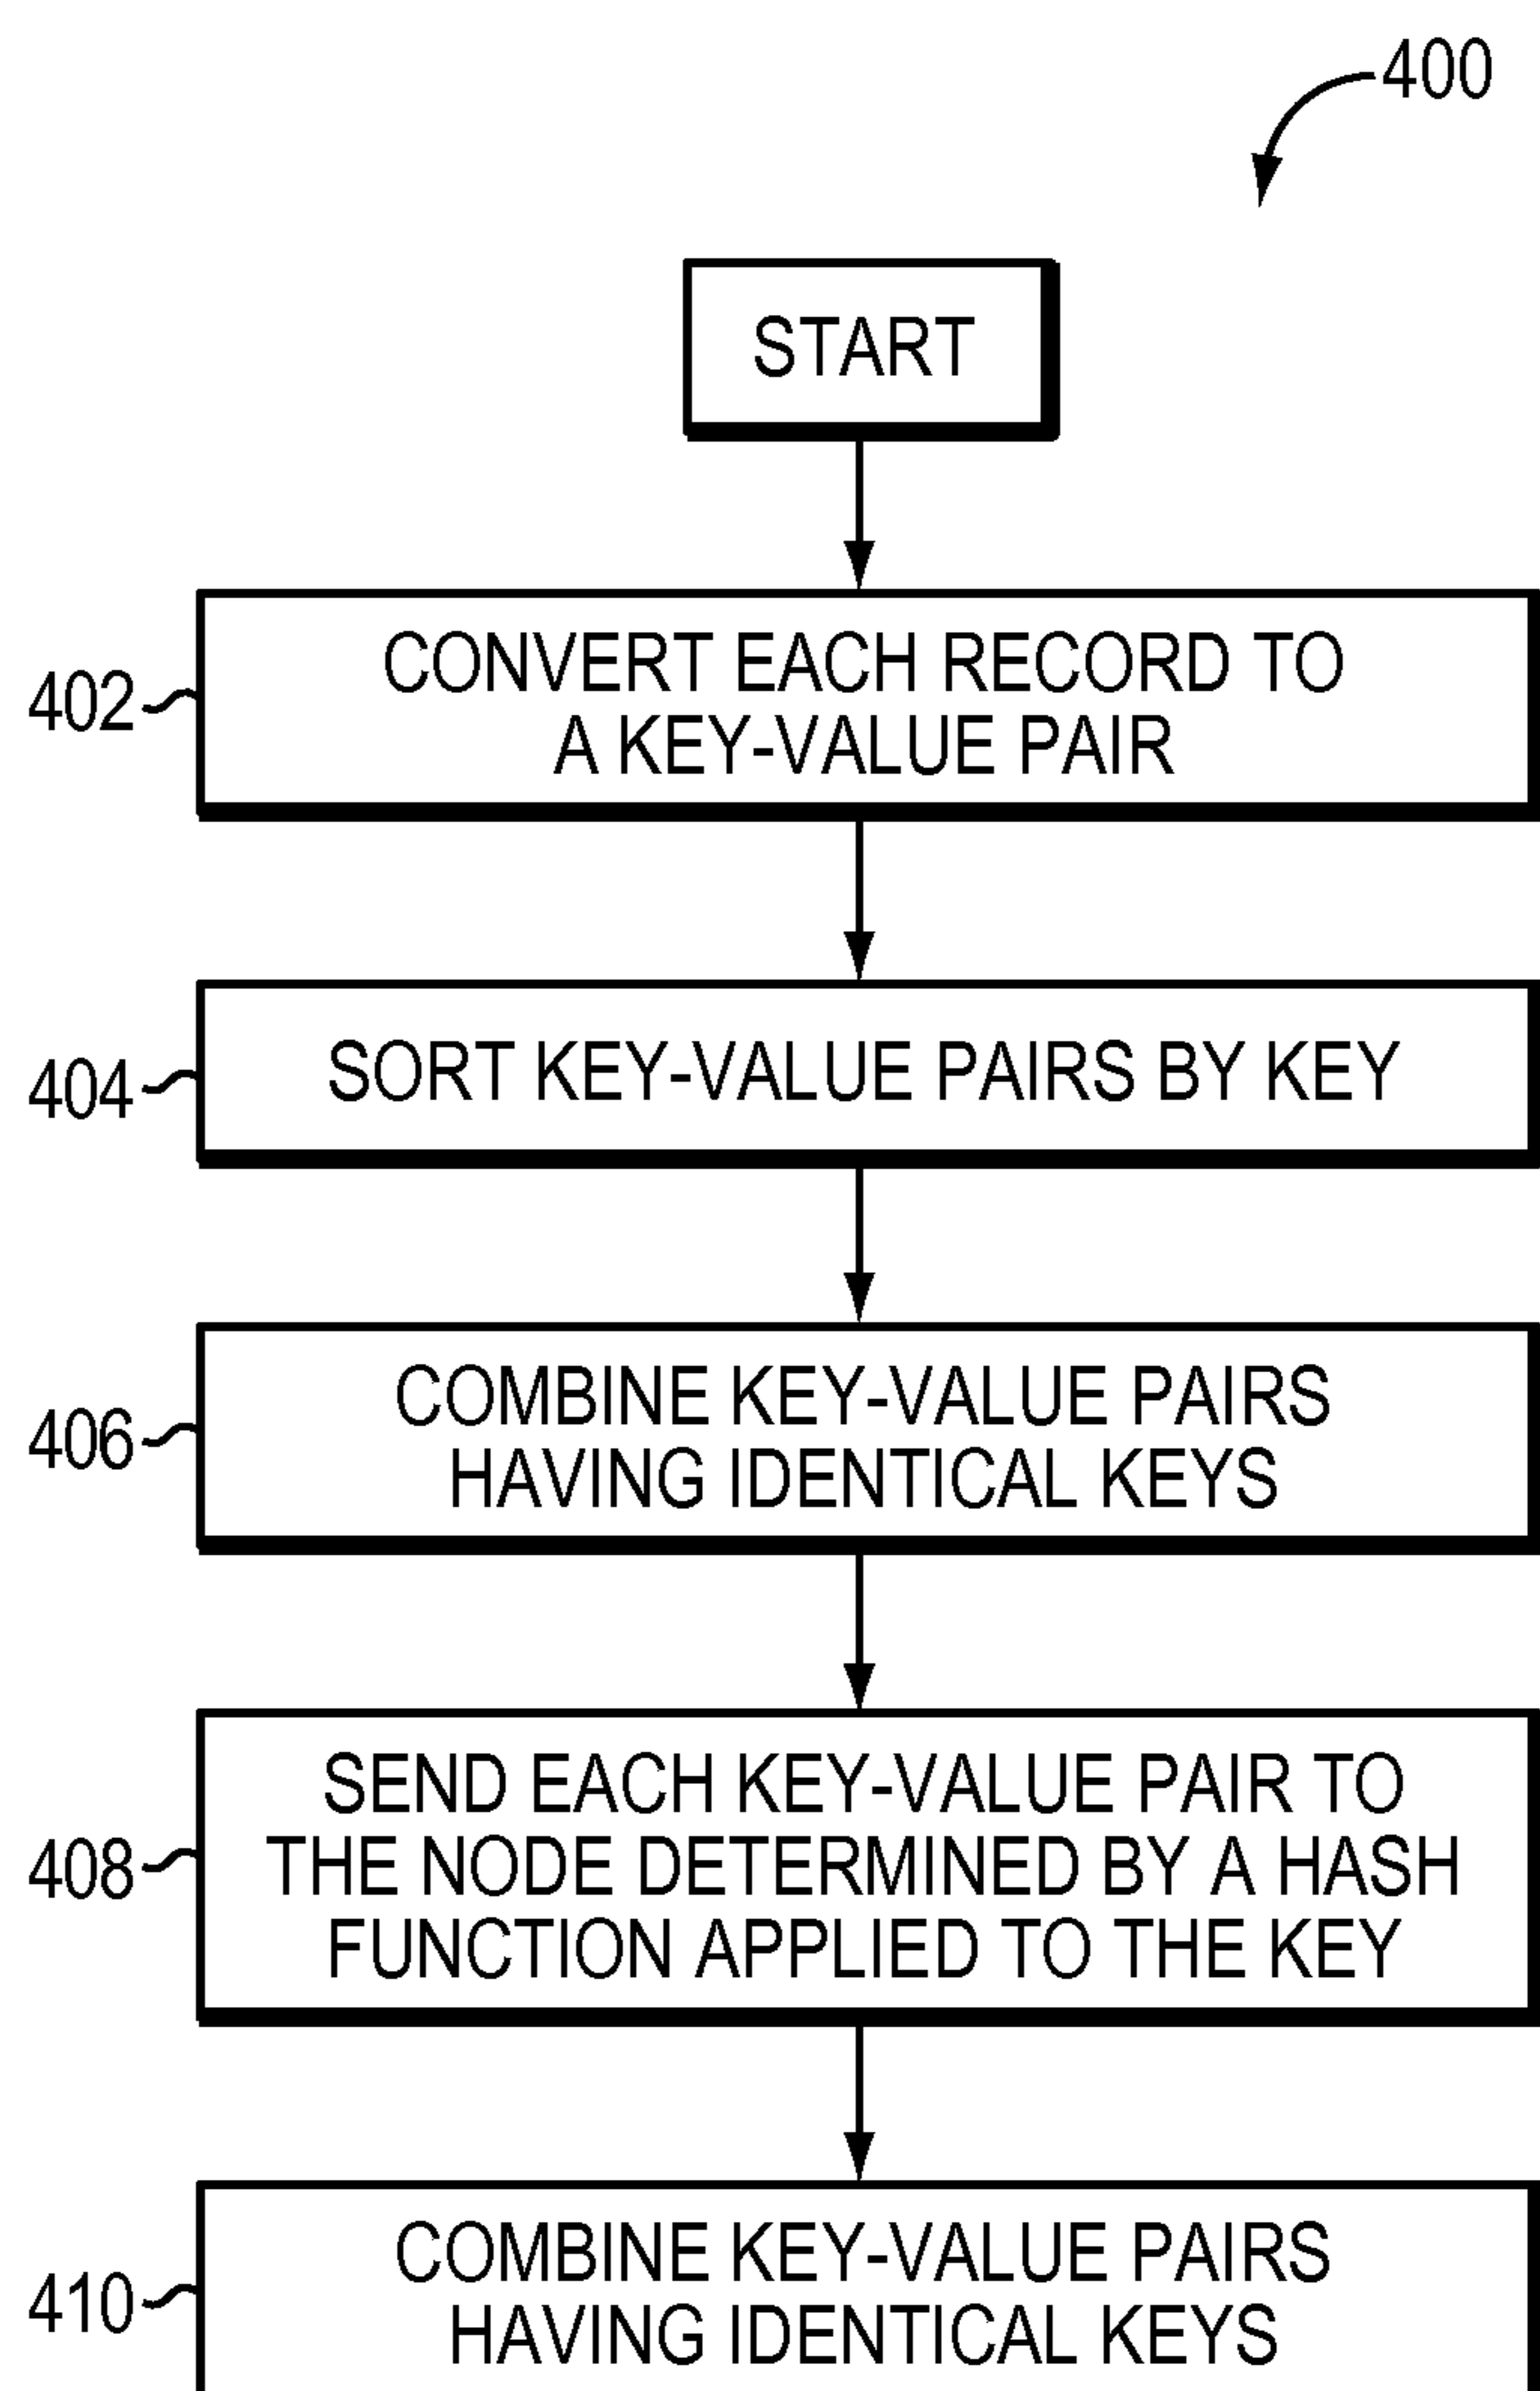 400
START
402
CONVERT EACH RECORD TO
A KEY-VALUE PAIR
404
SORT KEY-VALUE PAIRS BY KEY
406
COMBINE KEY-VALUE PAIRS
HAVING IDENTICAL KEYS
408
SEND EACH KEY-VALUE PAIR TO
THE NODE DETERMINED BY A HASH
FUNCTION APPLIED TO THE KEY
410
COMBINE KEY-VALUE PAIRS
HAVING IDENTICAL KEYS